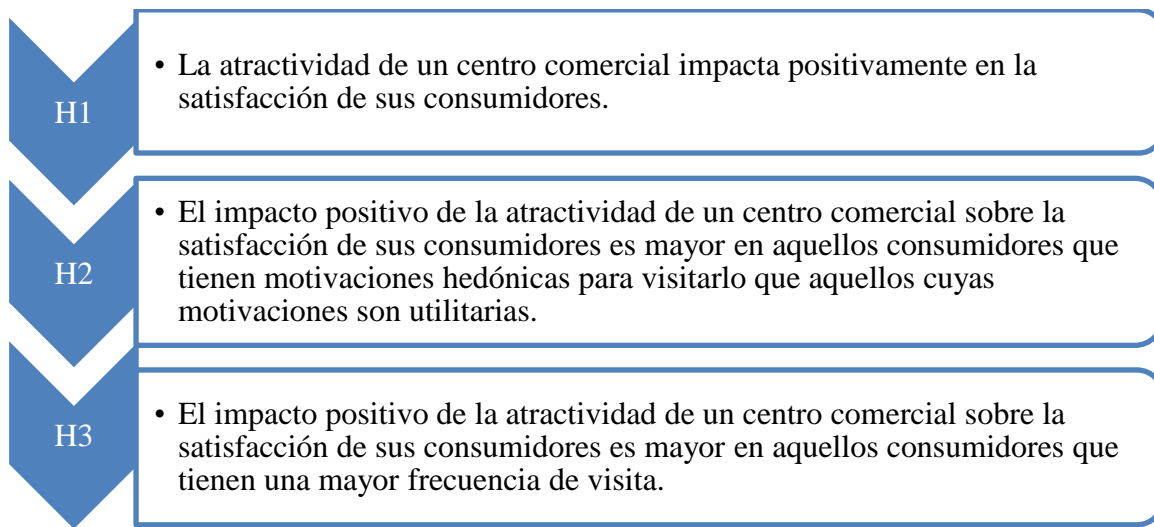 H1
• La atractividad de un centro comercial impacta positivamente en la
satisfacción de sus consumidores.
H2
• El impacto positivo de la atractividad de un centro comercial sobre la
satisfacción de sus consumidores es mayor en aquellos consumidores que
tienen motivaciones hedónicas para visitarlo que aquellos cuyas
motivaciones son utilitarias.
H3
• El impacto positivo de la atractividad de un centro comercial sobre la
satisfacción de sus consumidores es mayor en aquellos consumidores que
tienen una mayor frecuencia de visita.